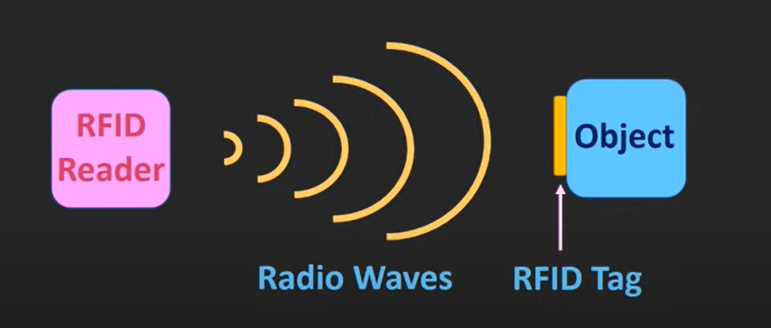 RFID
Reader
Object
Radio Waves
RFID Tag